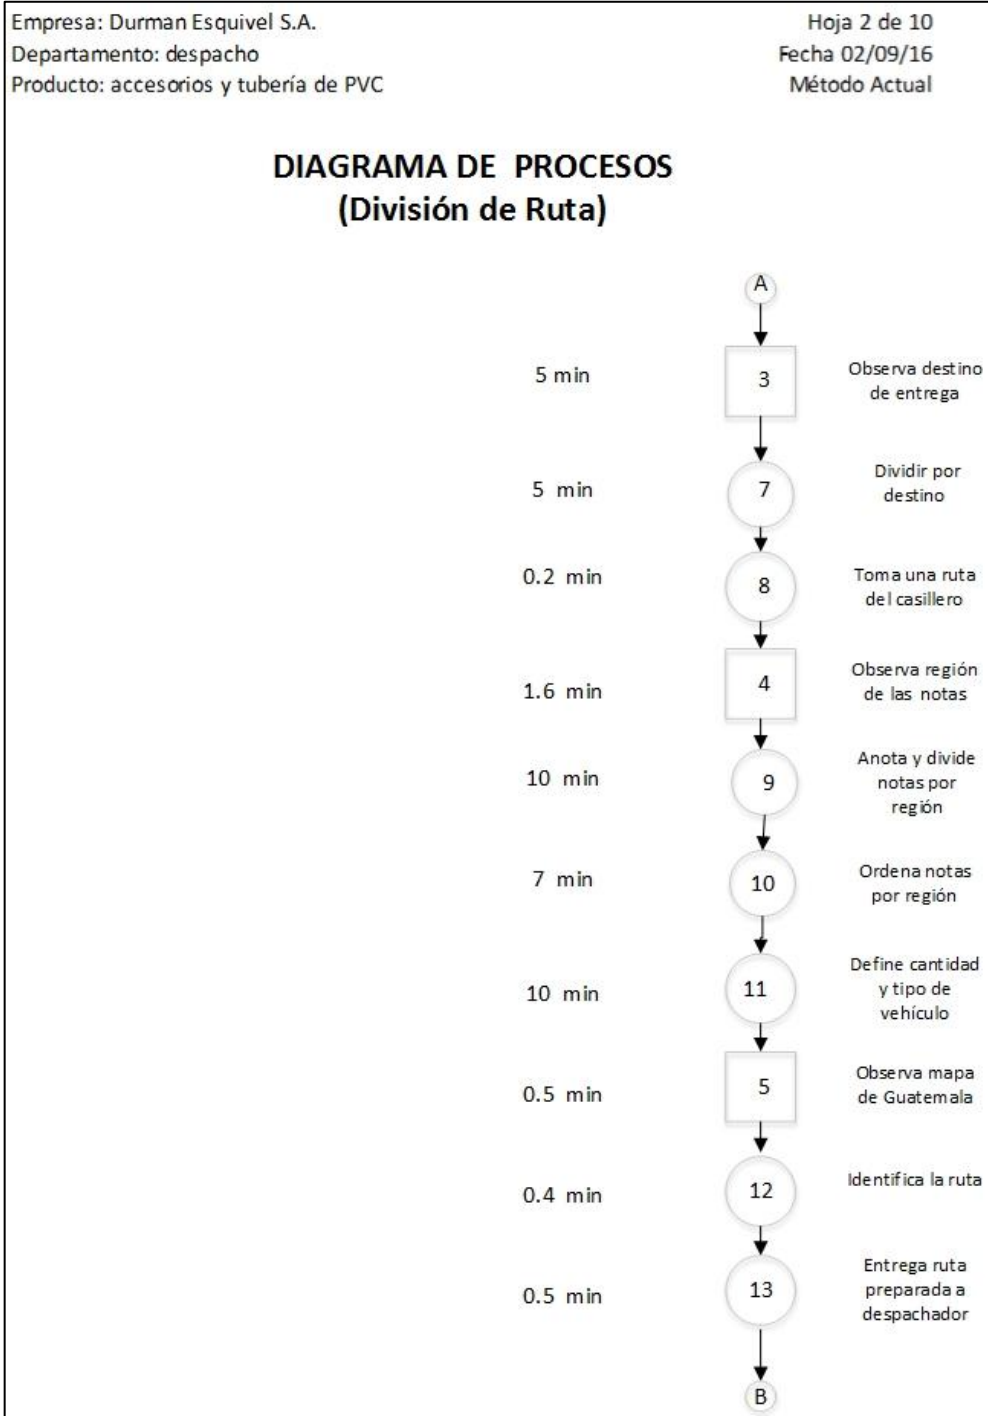 Empresa: Durman Esquivel S.A.
Hoja 2 de 10
Departamento: despacho
Fecha 02/09/16
Producto: accesorios y tubería de PVC
Método Actual
DIAGRAMA DE PROCESOS
(División de Ruta)
A
5 min
3
Observa destino
de entrega
5 min
7
Dividir por
destino
0.2 min
8
Toma una ruta
del casillero
1.6 min
4
Observa región
de las notas
10 min
9
Anota y divide
notas por
región
7 min
10
Ordena notas
por región
10 min
11
Define cantidad
y tipo de
vehículo
0.5 min
5
Observa mapa
de Guatemala
0.4 min
12
Identifica la ruta
0.5 min
13
Entrega ruta
preparada a
despachador
B